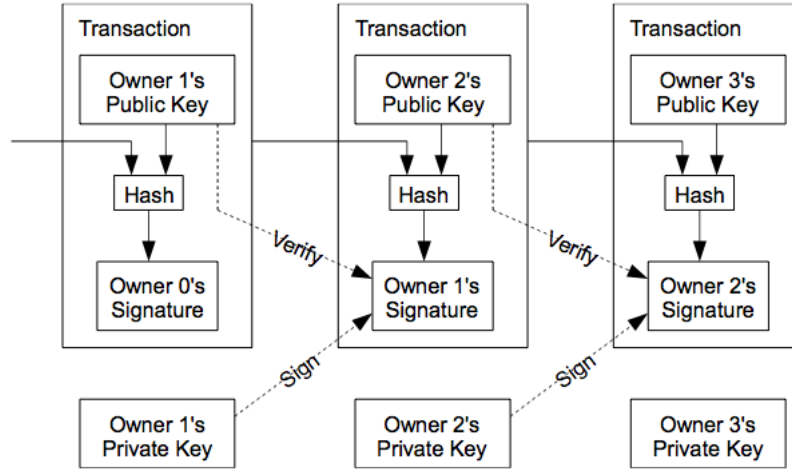 Transaction
Transaction
Transaction
Owner 1's
Public Key
Owner 2's
Public Key
Owner 3's
Public Key
Hash
Hash
Hash
Verify
Verify
Owner 0's
Signature
Owner 1's
Signature
Owner 2's
Signature
Sign
Sign
Owner 1's
Private Key
Owner 2's
Private Key
Owner 3's
Private Key